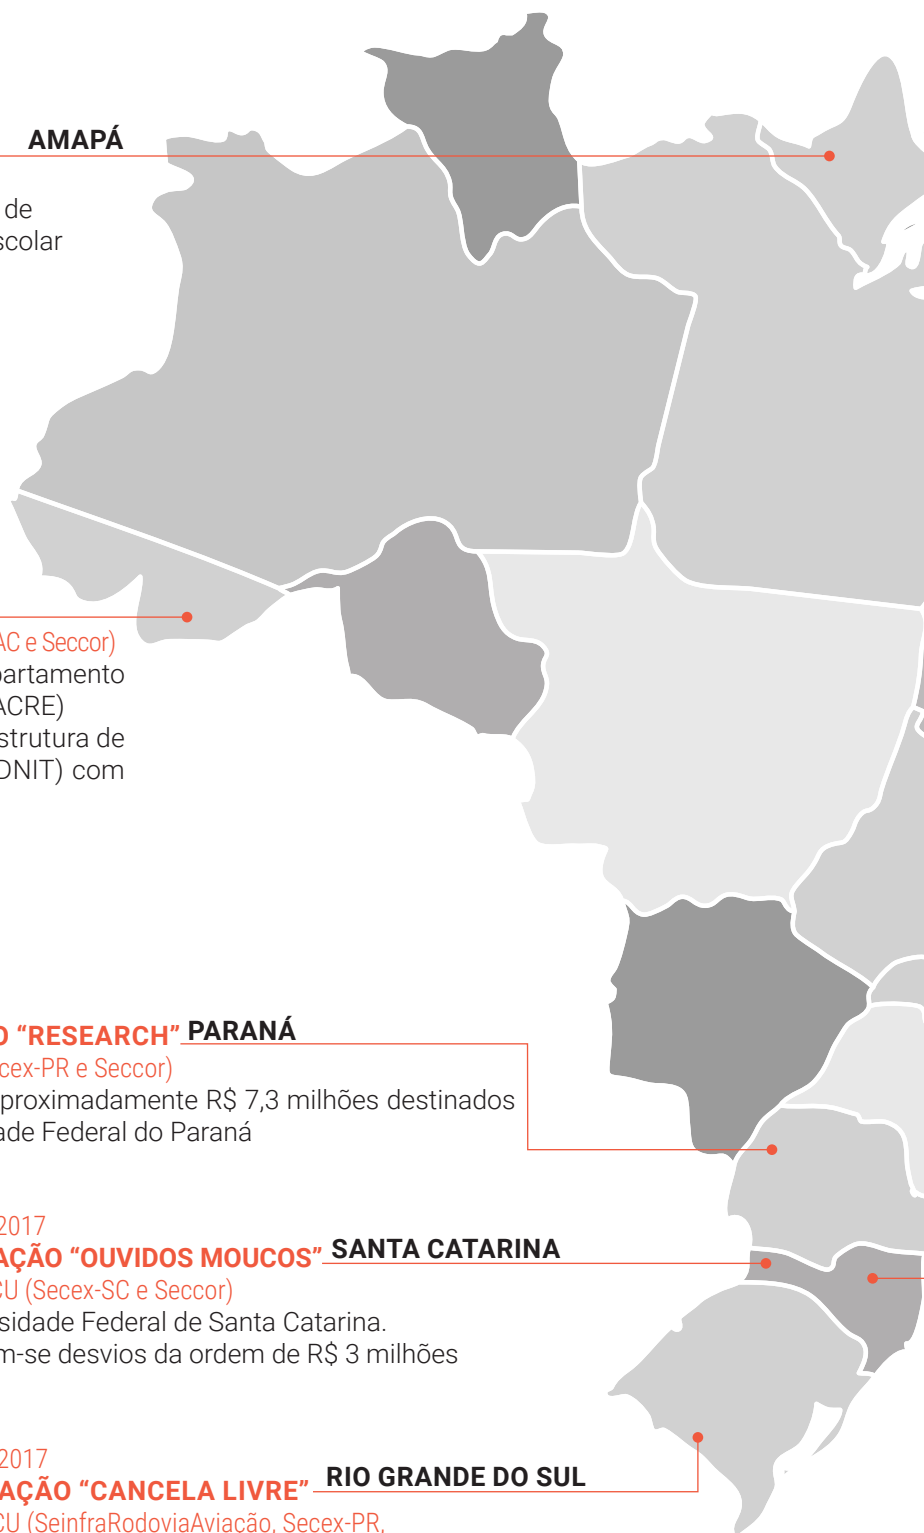 AMAPÁ
de
scolar
AC e Seccor)
partamento
ACRE)
strutura de
DNIT) com
O “RESEARCH” PARANÁ
cex-PR e Seccor)
proximadamente R$ 7,3 milhões destinados
ade Federal do Paraná
2017
AÇÃO “OUVIDOS MOUCOS” SANTA CATARINA
CU (Secex-SC e Seccor)
sidade Federal de Santa Catarina.
m-se desvios da ordem de R$ 3 milhões
2017
AÇÃO “CANCELA LIVRE” RIO GRANDE DO SUL
CU (SeinfraRodoviaAviação, Secex-PR,